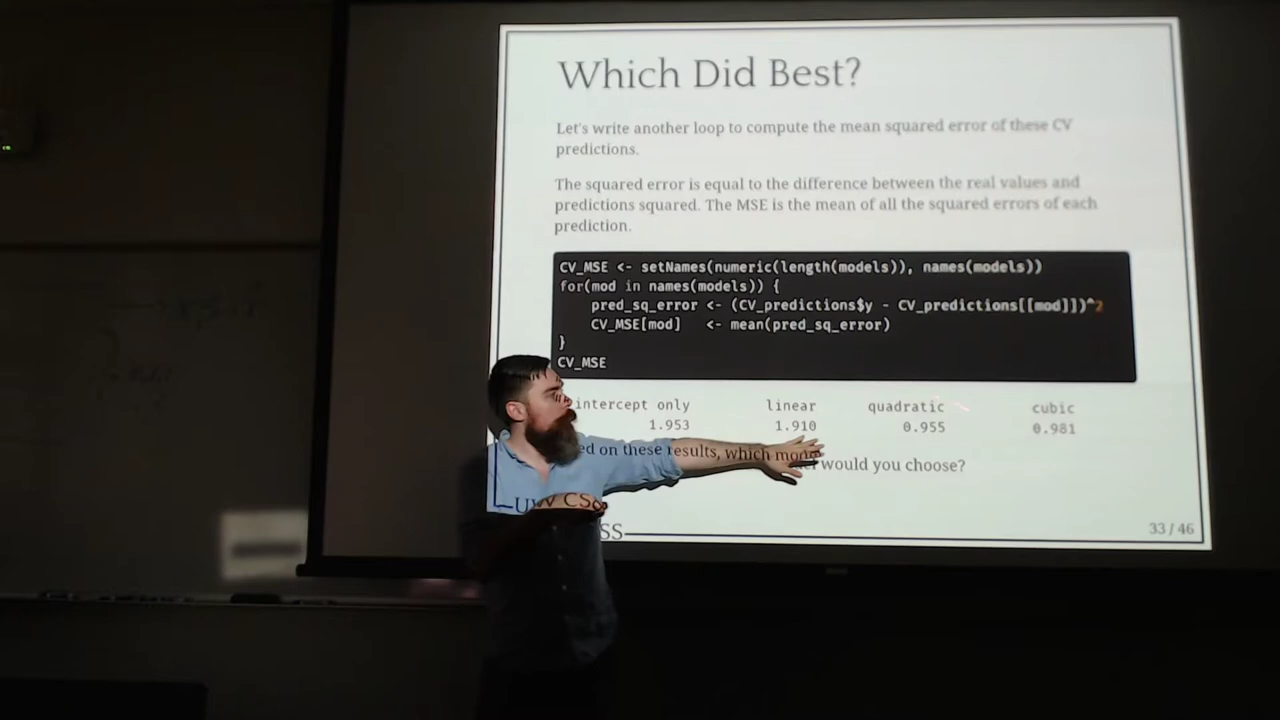 Which Did Best?
Let's write another loop to compute the mean squared error of these CV
predictions.
The squared error is equal to the difference between the real values and
predictions squared. The MSE is the mean of all the squared errors of each
prediction.
CV_MSE <- setNames(numeric(length(models)), names(models))
for(mod in names(models)) {
pred_sq_error <- (CV_predictions$y - CV_predictions[[mod]])^2
CV_MSE[mod] <- mean(pred_sq_error)
}
CV_MSE
intercept only linear quadratic cubic
1.953 1.910 0.955 0.981
ed on these results, which would you choose?
UW CS
SS
33 / 46